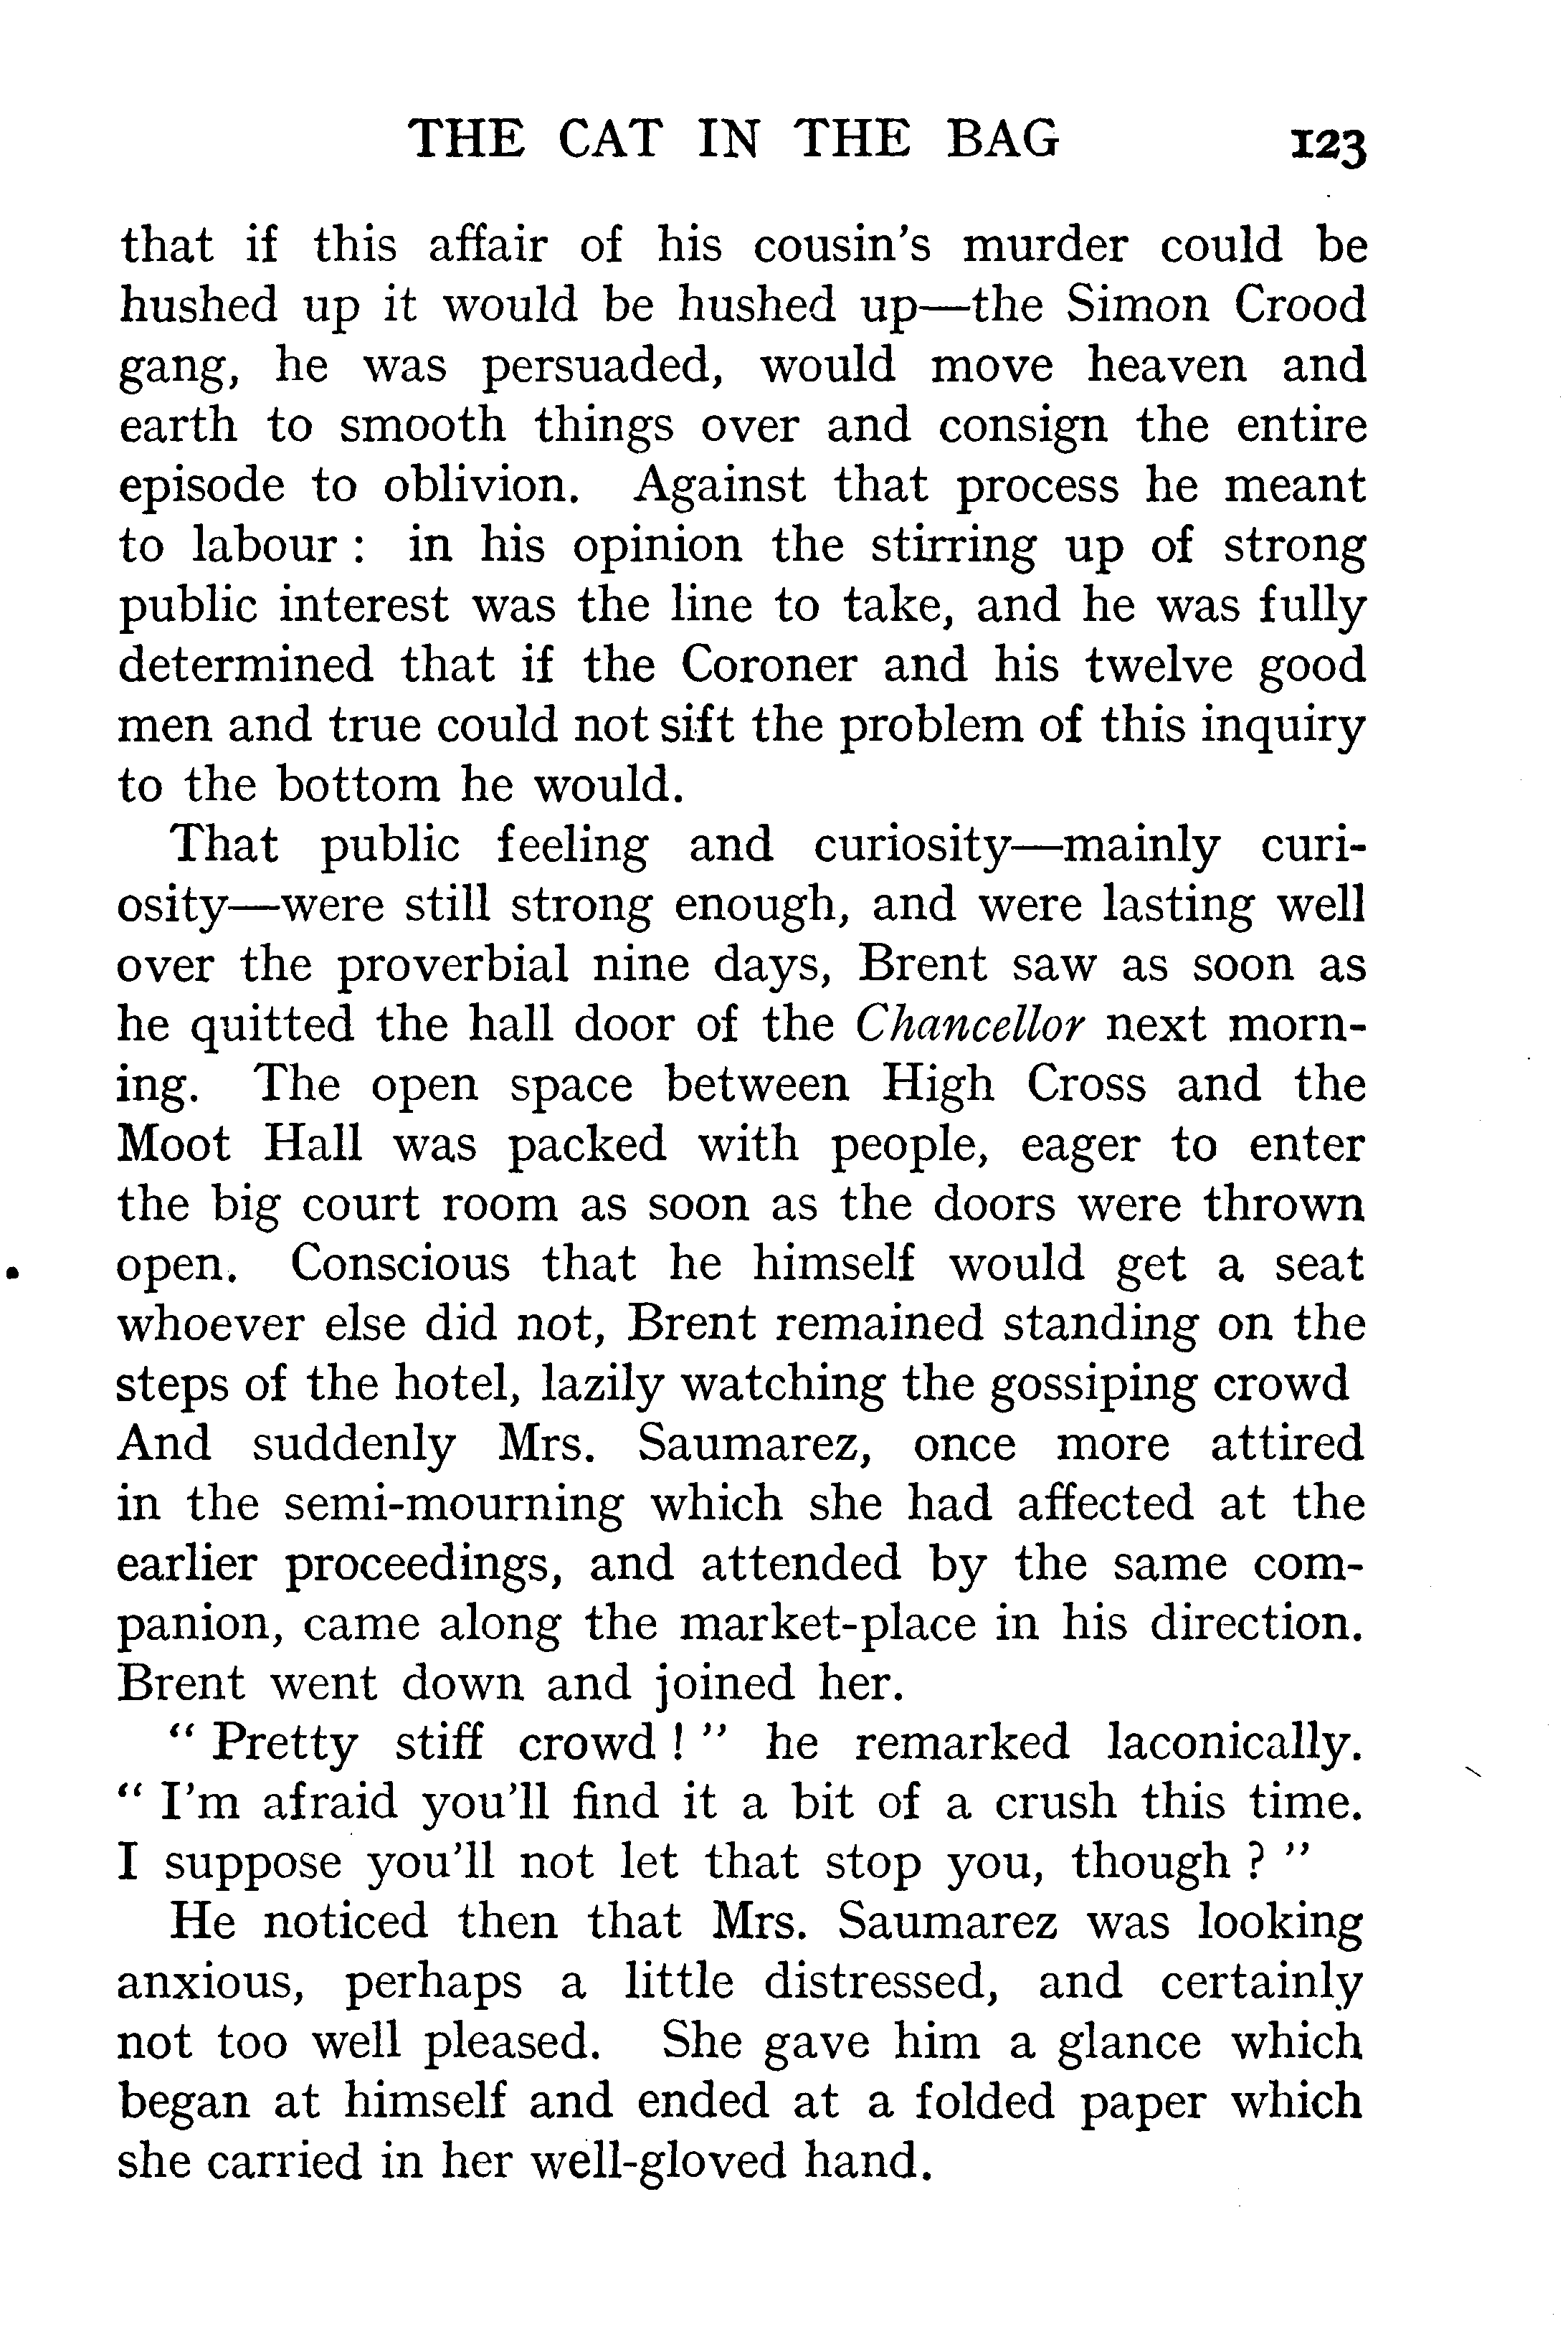 THE CAT IN THE BAG 123
that if this affair of his cousin's murder could be
hushed up it would be hushed up—the Simon Crood
gang, he was persuaded, would move heaven and
earth to smooth things over and consign the entire
episode to oblivion. Against that process he meant
to labour : in his opinion the stirring up of strong
public interest was the line to take, and he was fully
determined that if the Coroner and his twelve good
men and true could not sift the problem of this inquiry
to the bottom he would.
That public feeling and curiosity—mainly curi-
osity—were still strong enough, and were lasting well
over the proverbial nine days, Brent saw as soon as
he quitted the hall door of the Chancellor next morn-
ing. The open space between High Cross and the
Moot Hall was packed with people, eager to enter
the big court room as soon as the doors were thrown
open. Conscious that he himself would get a seat
whoever else did not, Brent remained standing on the
steps of the hotel, lazily watching the gossiping crowd
And suddenly Mrs. Saumarez, once more attired
in the semi-mourning which she had affected at the
earlier proceedings, and attended by the same com-
panion, came along the market-place in his direction.
Brent went down and joined her.
“ Pretty stiff crowd ! ” he remarked laconically.
“ I'm afraid you'll find it a bit of a crush this time.
I suppose you'll not let that stop you, though ? ”
He noticed then that Mrs. Saumarez was looking
anxious, perhaps a little distressed, and certainly
not too well pleased. She gave him a glance which
began at himself and ended at a folded paper which
she carried in her well-gloved hand.